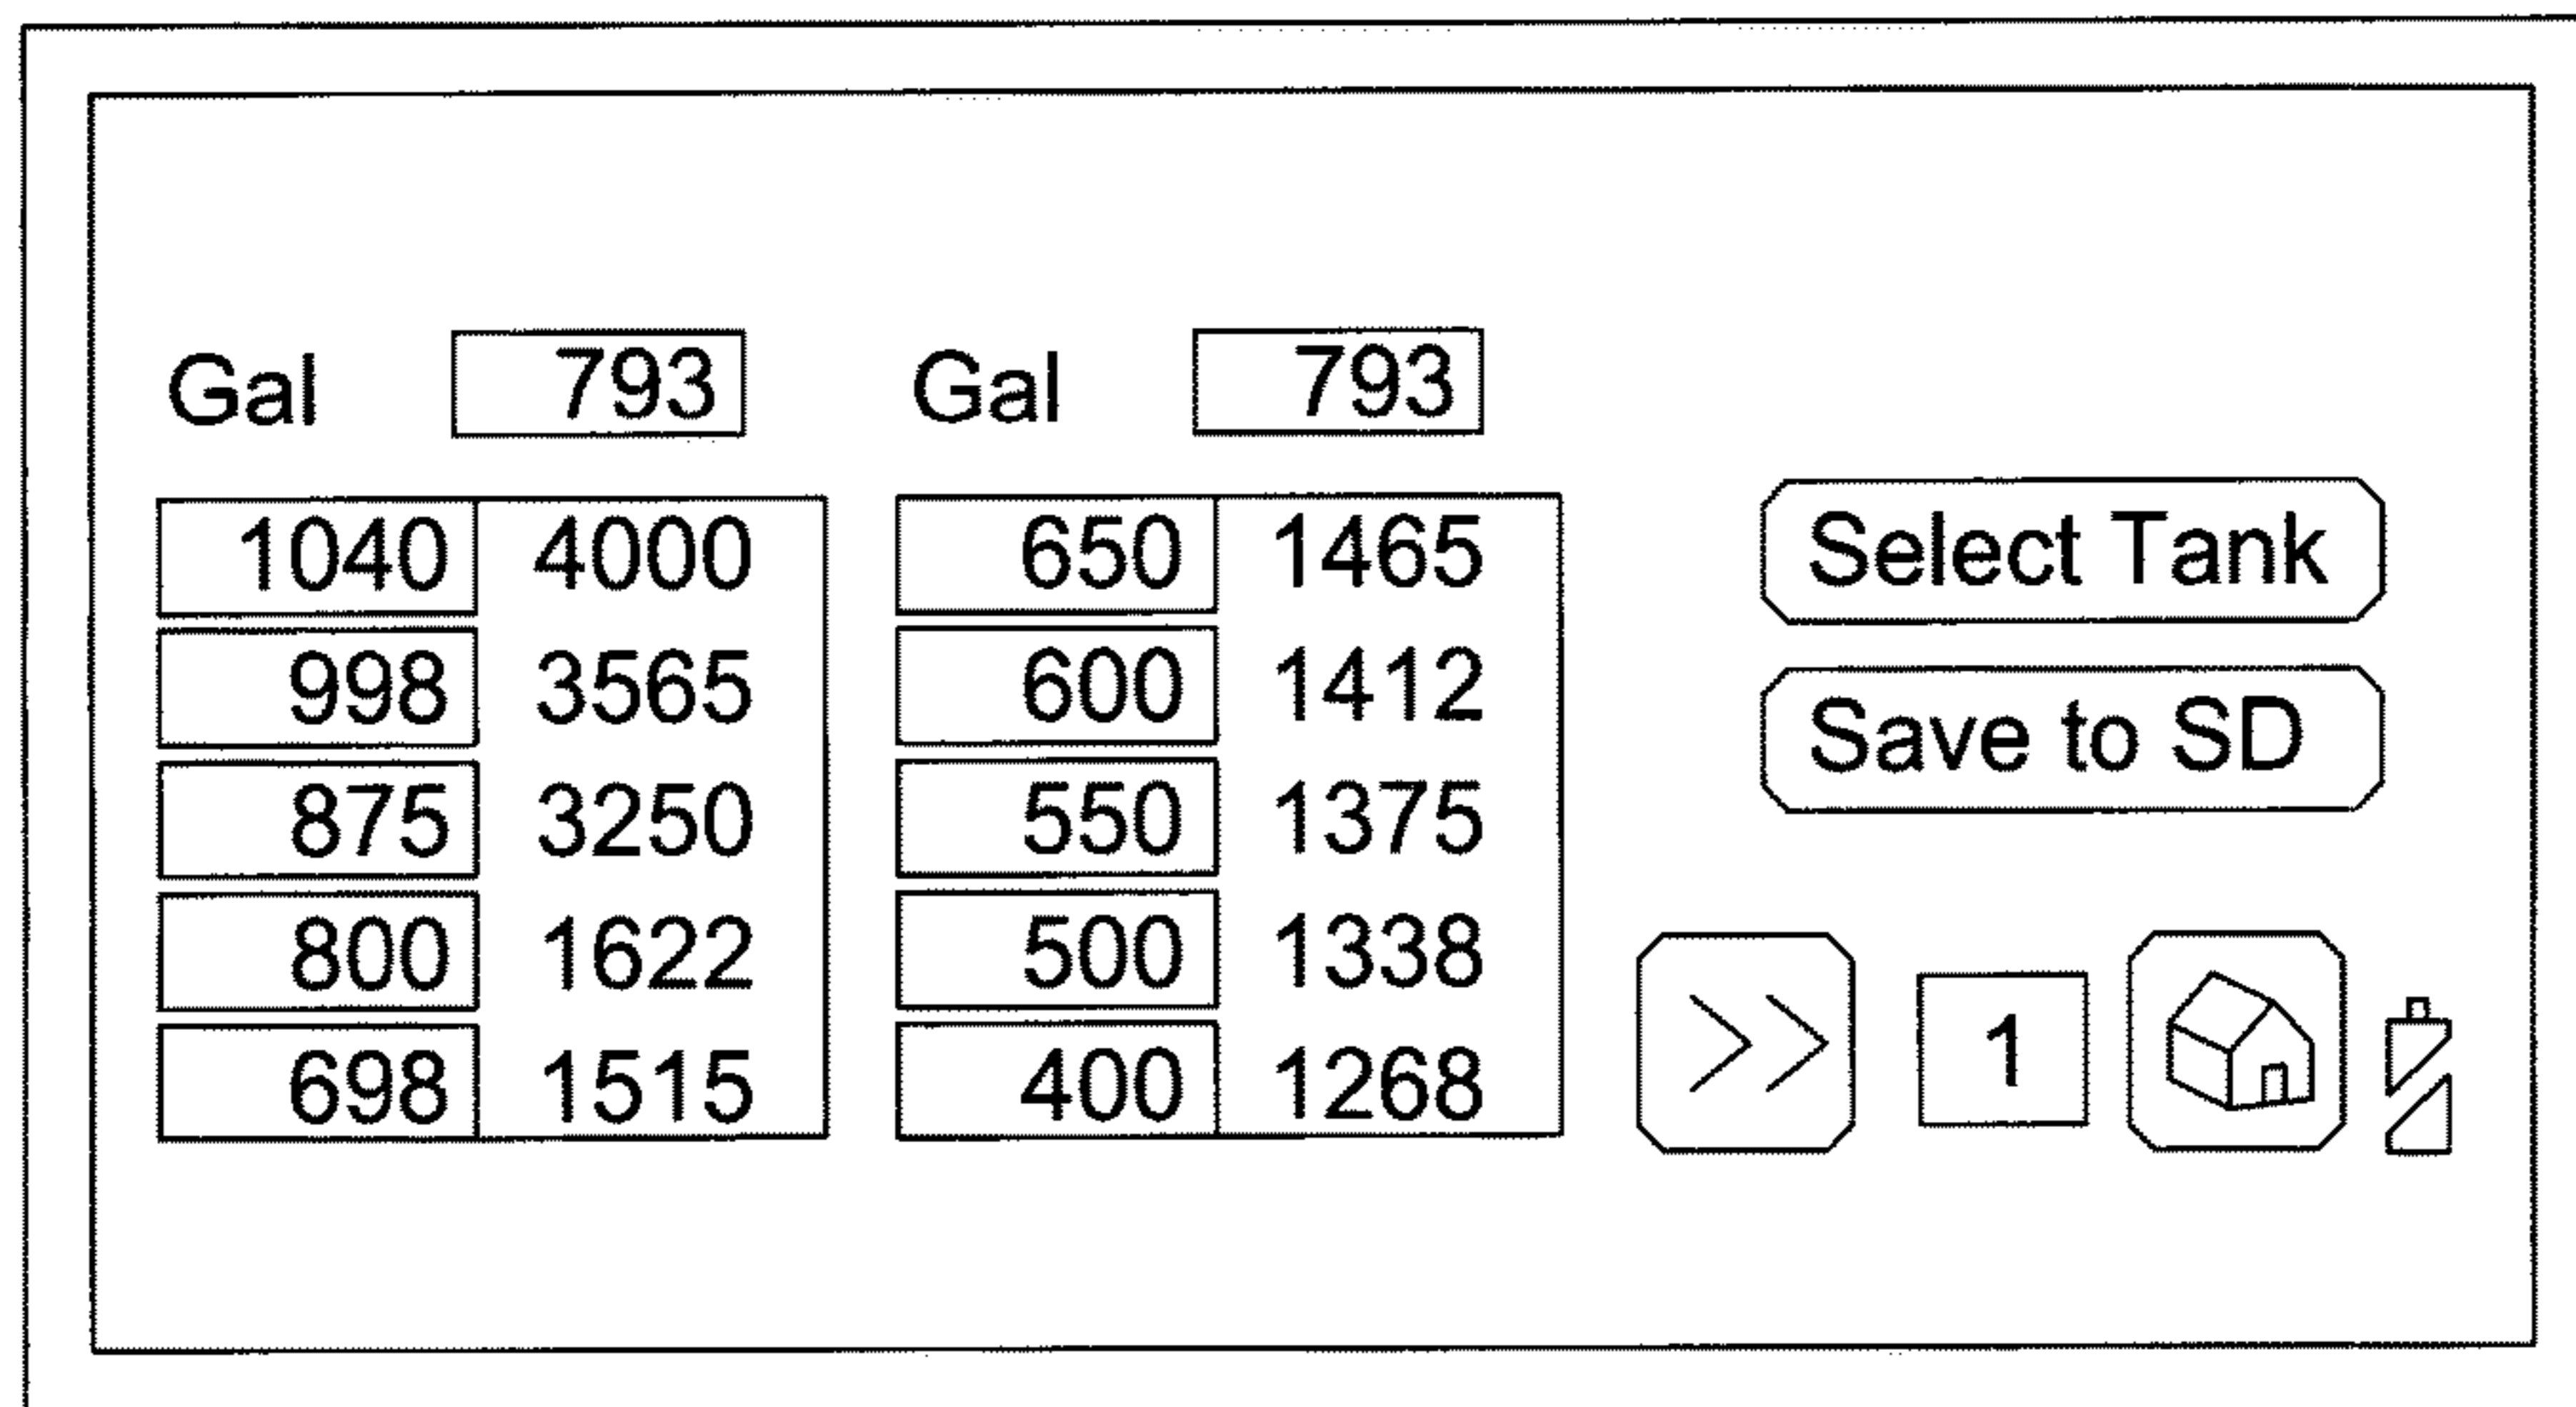 Gal 793 Gal 793
1040 4000 650 1465 Select Tank
998 3565 600 1412 Save to SD
875 3250 550 1375
800 1622 500 1338
698 1515 400 1268 >> 1